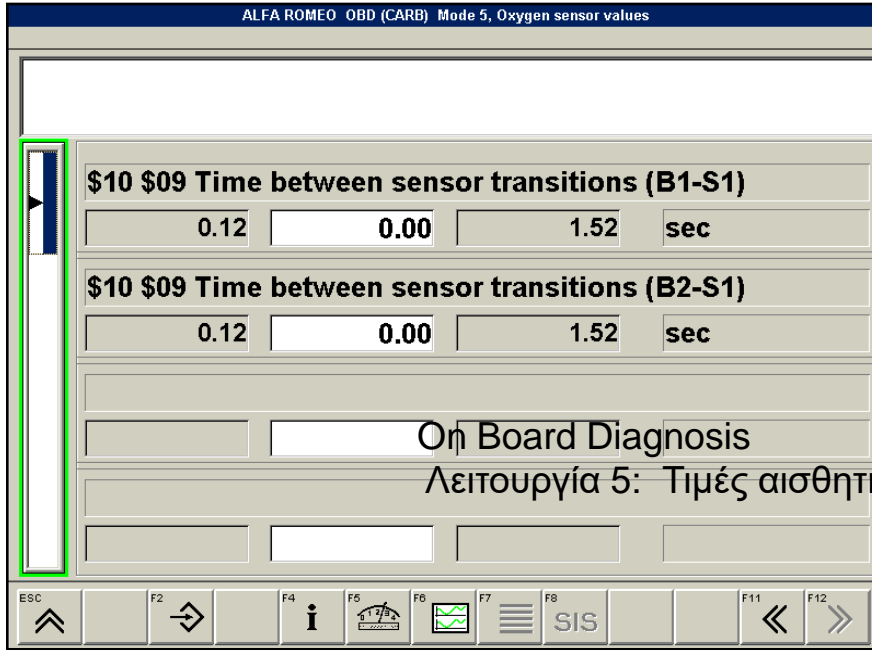 ALFA ROMEO OBD (CARB) Mode 5, Oxygen sensor values
$10 $09 Time between sensor transitions (B1-S1)
0.12 0.00 1.52 sec
$10 $09 Time between sensor transitions (B2-S1)
0.12 0.00 1.52 sec
On Board Diagnosis
Λειτουργία 5: Τιμές αισθητ
ESC F2 F4 F5 F6 F7 F8 F11 F12
i SIS